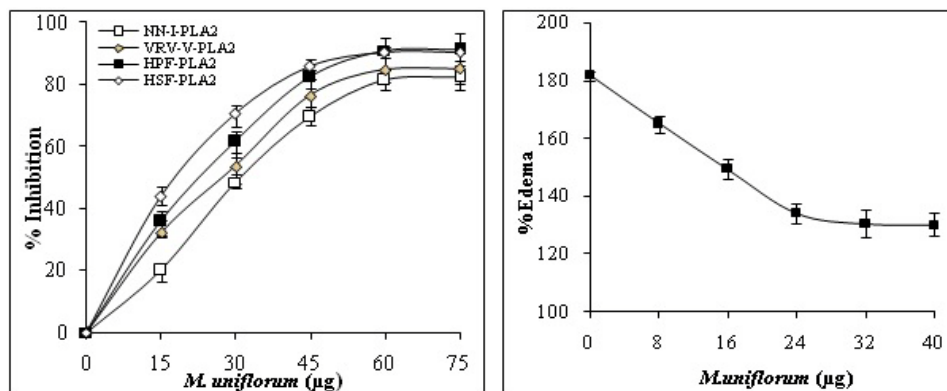 100
80
60
40
20
0
% Inhibition
NN-I-PLA2
VRV-V-PLA2
HPF-PLA2
HSF-PLA2
0 15 30 45 60 75
M. uniflorum (µg)
200
180
160
140
120
100
%Edema
0 8 16 24 32 40
M.uniflorum (µg)